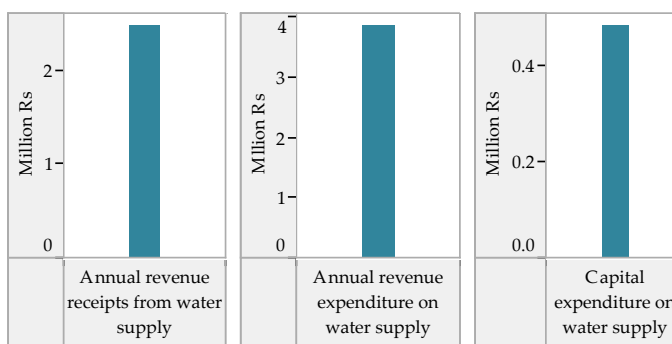 Million Rs
2
1
0
Annual revenue
receipts from water
supply
Million Rs
4
3
2
1
0
Annual revenue
expenditure on
water supply
Million Rs
0.4
0.2
0.0
Capital
expenditure on
water supply